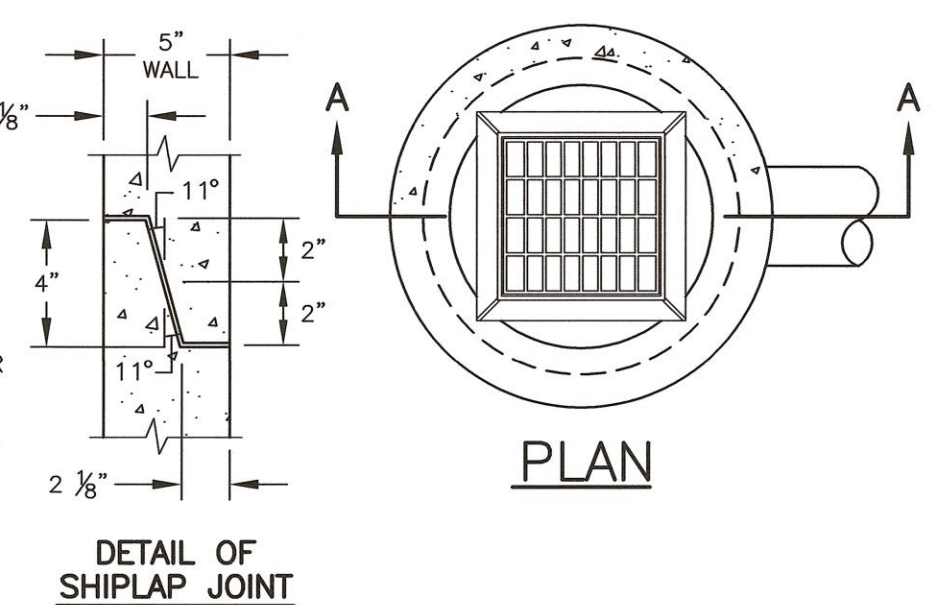 5"
WALL
⅛"
11°
4"
2"
2"
11°
2 ⅛"
DETAIL OF
SHIPLAP JOINT
A
A
PLAN